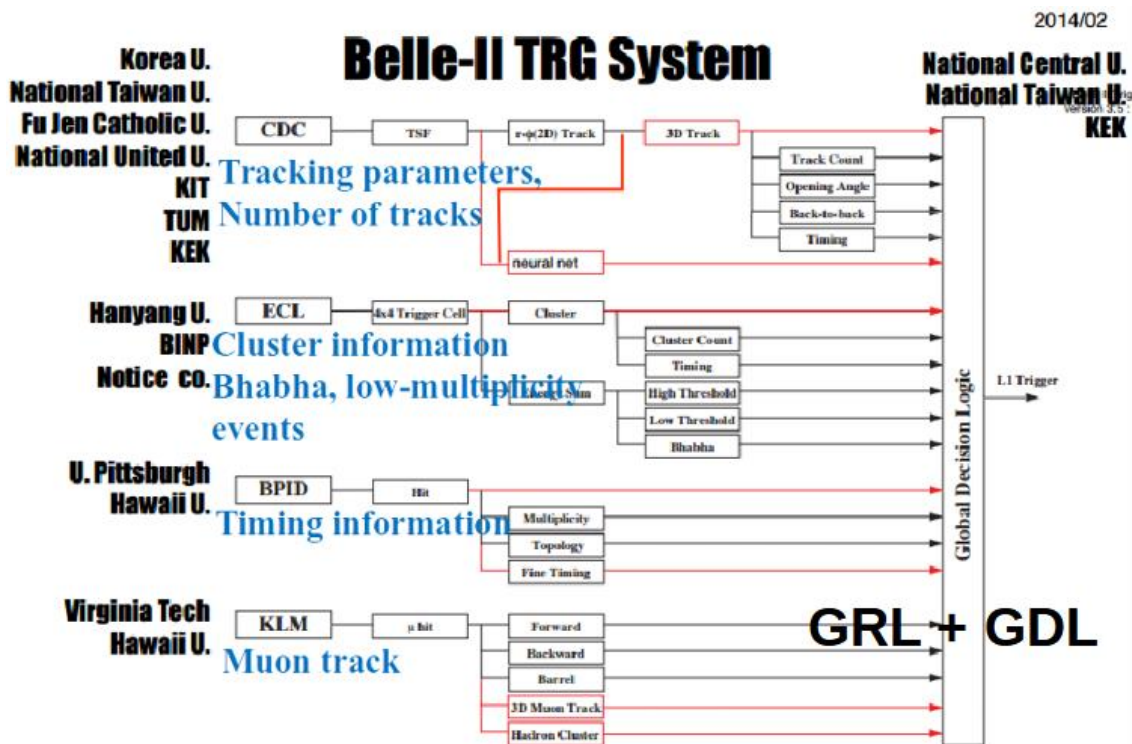 2014/02
Belle-II TRG System
Korea U.
National Taiwan U.
Fu Jen Catholic U.
National United U.
KIT
TUM
KEK
National Central U.
National Taiwan U.
Version 3.5 :
KEK
CDC
TSF
r-φ(2D) Track
3D Track
Track Count
Opening Angle
Back-to-back
Timing
Tracking parameters,
Number of tracks
neural net
Hanyang U.
BINP
Notice co.
ECL
4x4 Trigger Cell
Cluster
Cluster Count
Timing
Cluster information
Bhabha, low-multiplicity
events
Energy Sum
High Threshold
Low Threshold
Bhabha
Global Decision Logic
L1 Trigger
U. Pittsburgh
Hawaii U.
BPID
Hit
Timing information
Multiplicity
Topology
Fine Timing
Virginia Tech
Hawaii U.
KLM
μ hit
Muon track
Forward
Backward
Barrel
3D Muon Track
Hadron Cluster
GRL + GDL